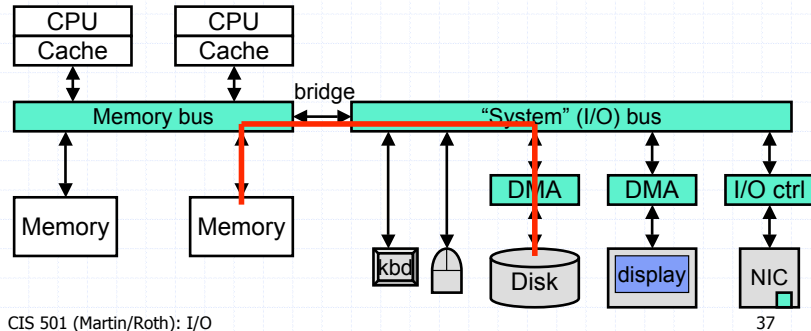 CPU CPU
Cache Cache
bridge
Memory bus "System" (I/O) bus
DMA DMA I/O ctrl
Memory Memory
kbd Disk display NIC
CIS 501 (Martin/Roth): I/O 37